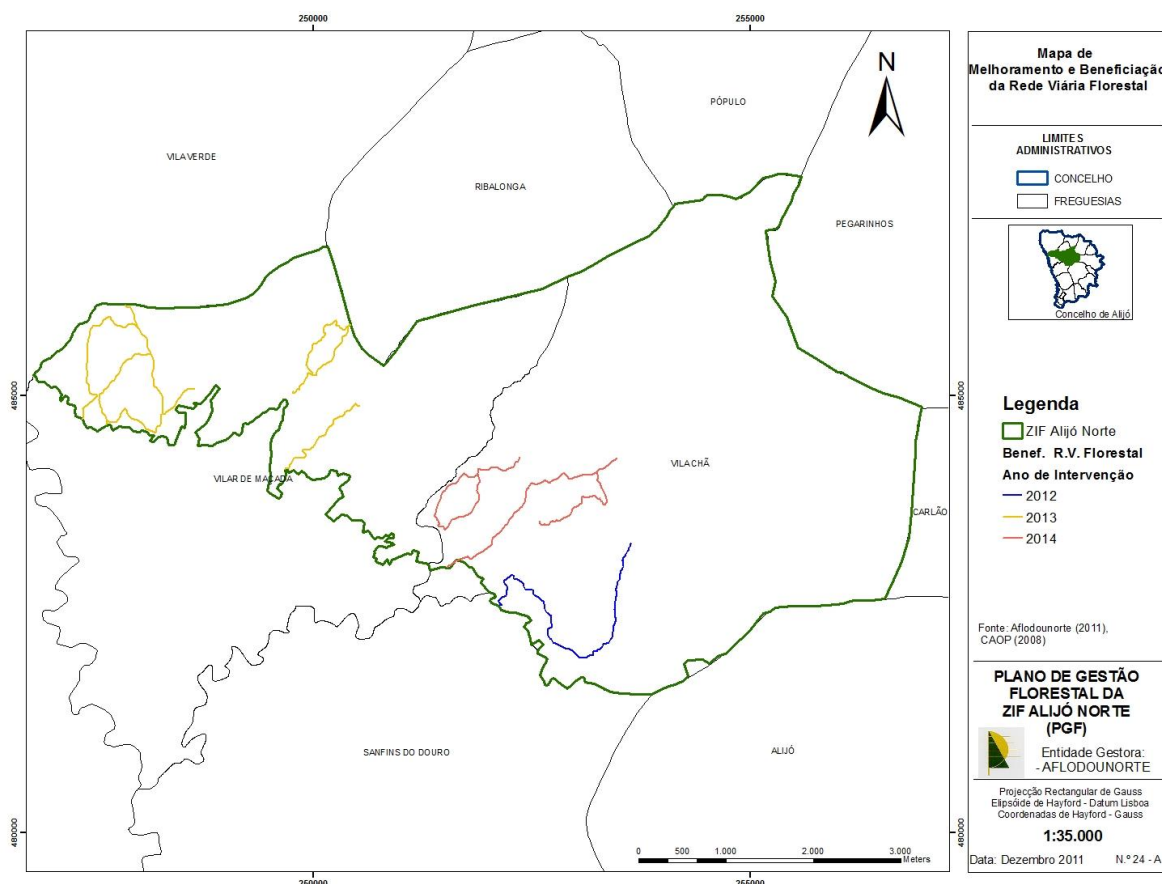 250000
255000
VILA VERDE
RIBALONGA
PÓPULO
N
PEGARINHOS
485000
485000
VILAR DE MAÇADA
VILA CHÃ
CARLÃO
SANFINS DO DOURO
ALIJÓ
480000
480000
0 500 1.000 2.000 3.000
Meters
250000
255000
Mapa de
Melhoramento e Beneficiação
da Rede Viária Florestal
LIMITES
ADMINISTRATIVOS
CONCELHO
FREGUESIAS
Concelho de Alijó
Legenda
ZIF Alijó Norte
Benef. R.V. Florestal
Ano de Intervenção
2012
2013
2014
Fonte: Aflodounorte (2011),
CAOP (2008)
PLANO DE GESTÃO
FLORESTAL DA
ZIF ALIJÓ NORTE
(PGF)
Entidade Gestora:
- AFLODOUNORTE
Projecção Rectangular de Gauss
Elipsóide de Hayford - Datum Lisboa
Coordenadas de Hayford - Gauss
1:35.000
Data: Dezembro 2011 N.º 24 - A